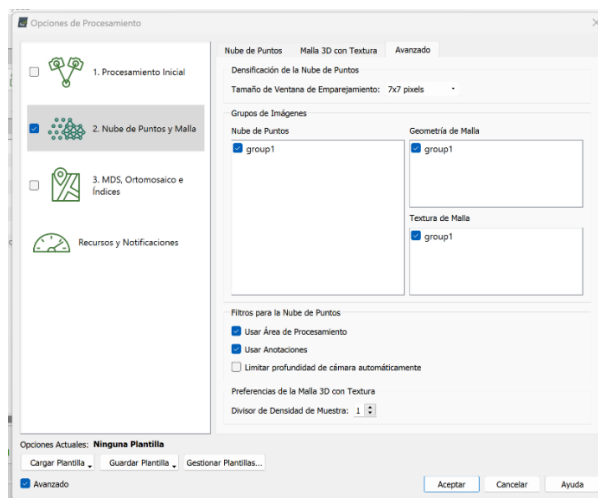 Opciones de Procesamiento
Nube de Puntos
Malla 3D con Textura
Avanzado
1. Procesamiento Inicial
2. Nube de Puntos y Malla
3. MDS, Ortomosaico e
Índices
Recursos y Notificaciones
Densificación de la Nube de Puntos
Tamaño de Ventana de Emparejamiento: 7x7 pixels
Grupos de Imágenes
Nube de Puntos
group1
Geometría de Malla
group1
Textura de Malla
group1
Filtros para la Nube de Puntos
Usar Área de Procesamiento
Usar Anotaciones
Limitar profundidad de cámara automáticamente
Preferencias de la Malla 3D con Textura
Divisor de Densidad de Muestra: 1
Opciones Actuales: Ninguna Plantilla
Cargar Plantilla
Guardar Plantilla
Gestionar Plantillas...
Avanzado
Aceptar
Cancelar
Ayuda